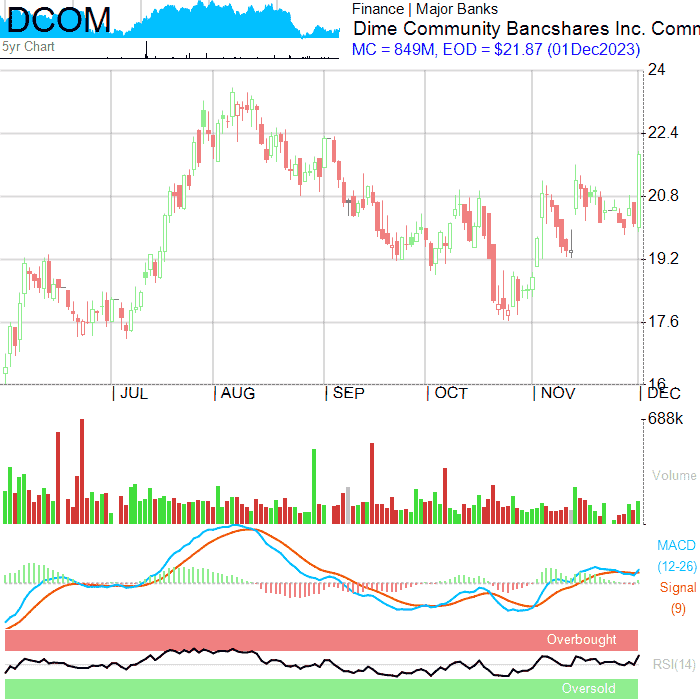 DCOM
5yr Chart
Finance | Major Banks
Dime Community Bancshares Inc. Comm
MC = 849M, EOD = $21.87 (01Dec2023)
24
22.4
20.8
19.2
17.6
16
JUL AUG SEP OCT NOV DEC
688k
Volume
MACD
(12-26)
Signal
(9)
Overbought
RSI(14)
Oversold